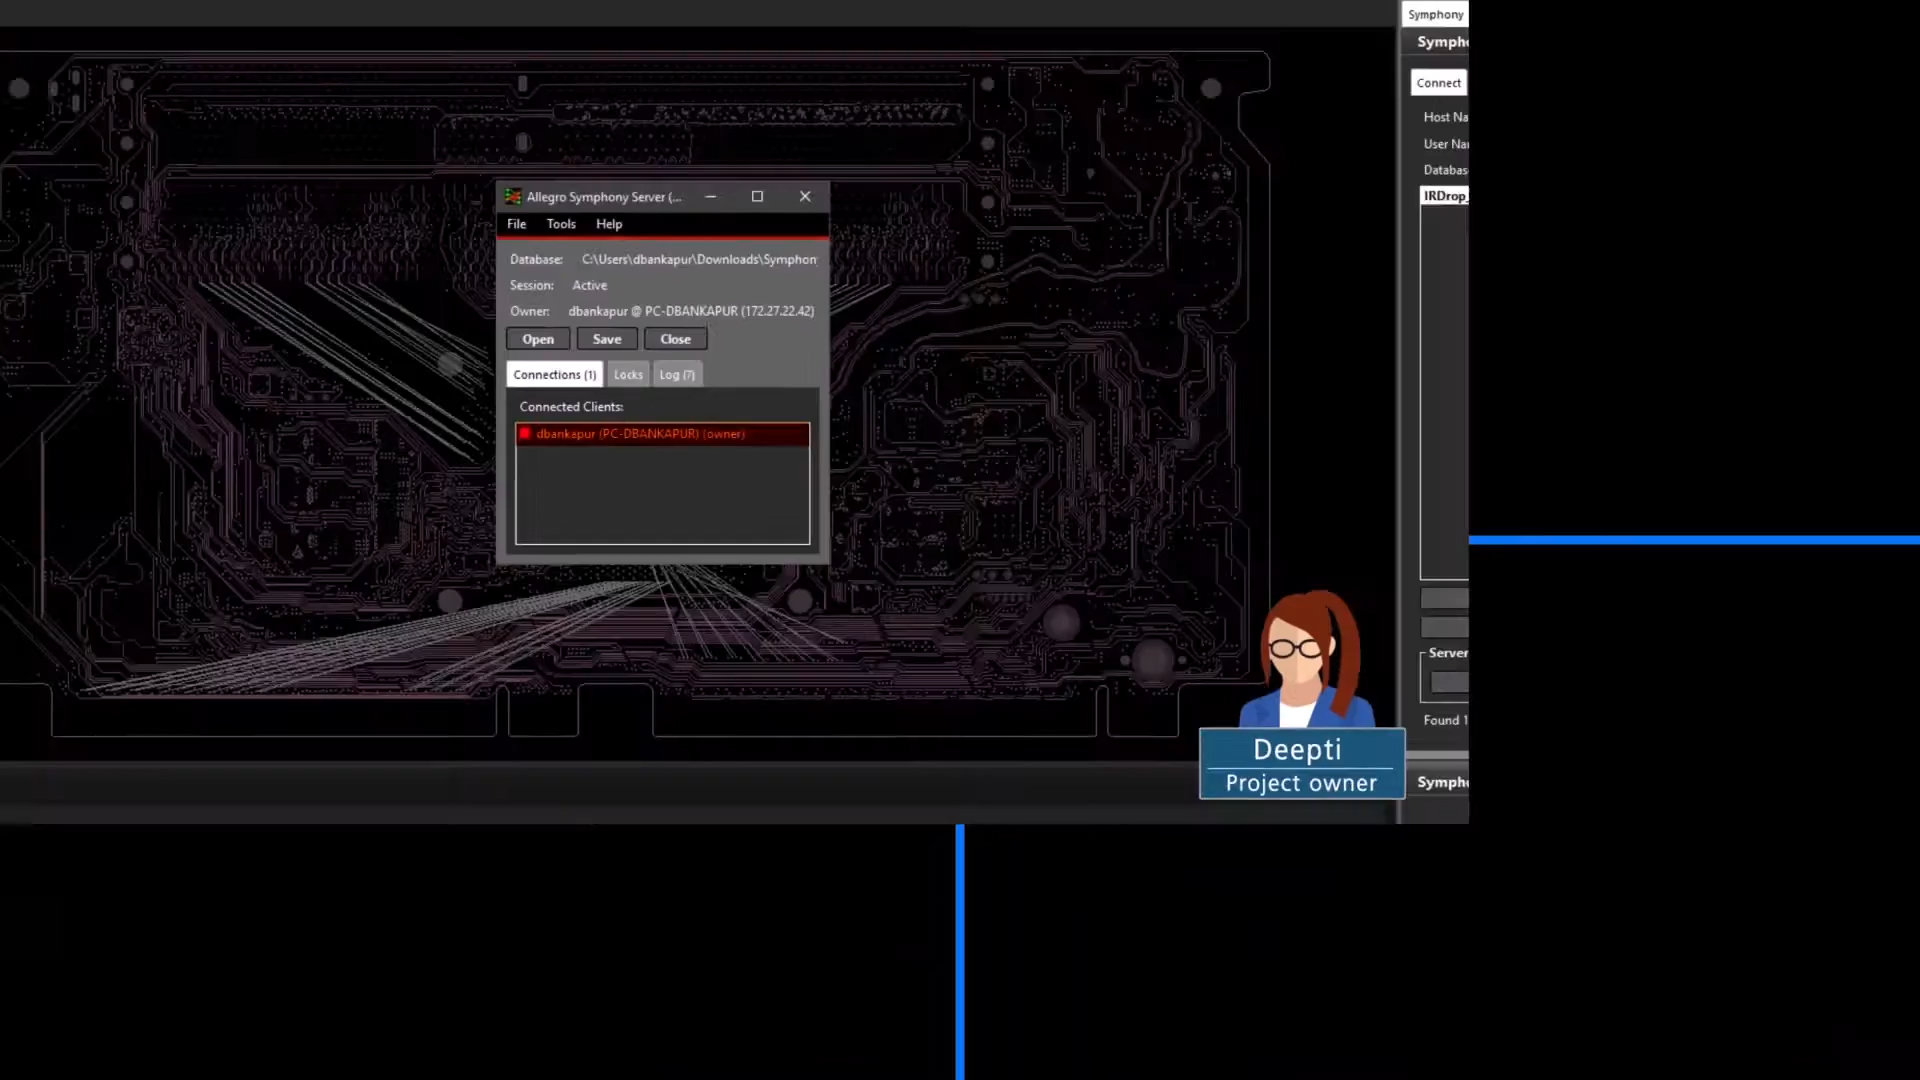 Allegro Symphony Server (...
File Tools Help
Database: C:\Users\dbankapur\Downloads\Symphon
Session: Active
Owner: dbankapur @ PC-DBANKAPUR (172.27.22.42)
Open Save Close
Connections (1) Locks Log (7)
Connected Clients:
dbankapur (PC-DBANKAPUR) (owner)
Deepti
Project owner
Symphony
Sympho
Connect
Host Na
User Na
Databas
IRDrop_
Server
Found 1
Sympho